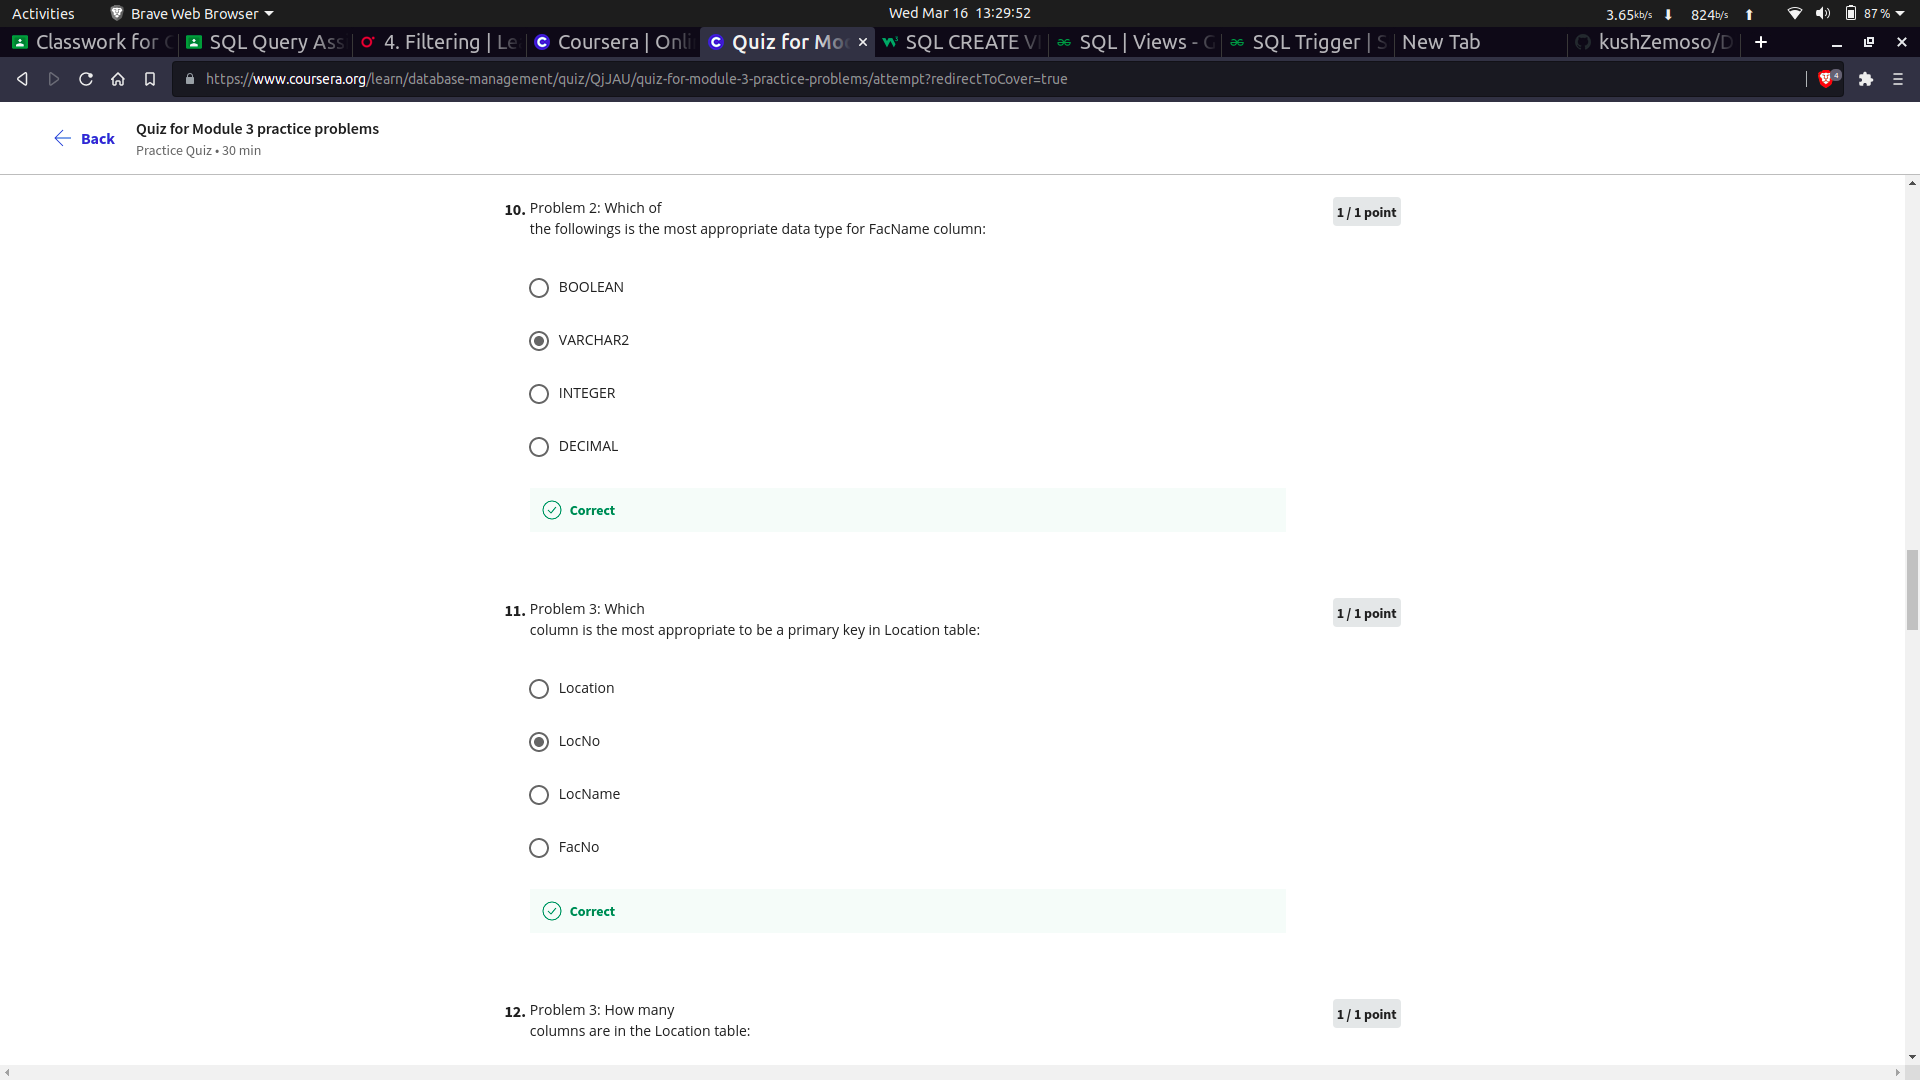 Activities
Brave Web Browser
Wed Mar 16 13:29:52
3.65kb/s
824b/s
87 %
Classwork for C
SQL Query Ass
4. Filtering | Le
Coursera | Onli
Quiz for Mo
SQL CREATE VI
SQL | Views - G
SQL Trigger | S
New Tab
kushZemoso/D
https://www.coursera.org/learn/database-management/quiz/QjJAU/quiz-for-module-3-practice-problems/attempt?redirectToCover=true
4
Back
Quiz for Module 3 practice problems
Practice Quiz • 30 min
10. Problem 2: Which of
the followings is the most appropriate data type for FacName column:
1 / 1 point
BOOLEAN
VARCHAR2
INTEGER
DECIMAL
Correct
11. Problem 3: Which
column is the most appropriate to be a primary key in Location table:
1 / 1 point
Location
LocNo
LocName
FacNo
Correct
12. Problem 3: How many
columns are in the Location table:
1 / 1 point